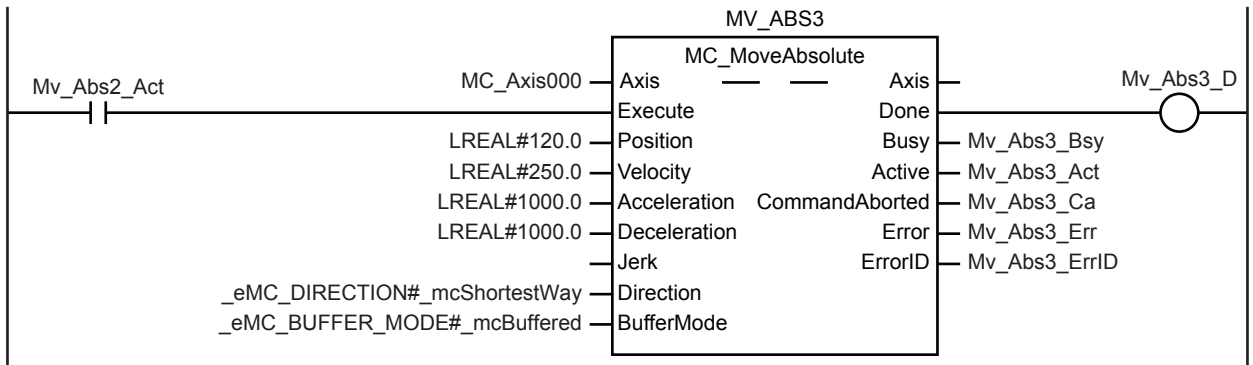 MV_ABS3
MC_MoveAbsolute
Mv_Abs2_Act
MC_Axis000 Axis Axis Mv_Abs3_D
Execute Done
LREAL#120.0 Position Busy Mv_Abs3_Bsy
LREAL#250.0 Velocity Active Mv_Abs3_Act
LREAL#1000.0 Acceleration CommandAborted Mv_Abs3_Ca
LREAL#1000.0 Deceleration Error Mv_Abs3_Err
Jerk ErrorID Mv_Abs3_ErrID
_eMC_DIRECTION#_mcShortestWay Direction
_eMC_BUFFER_MODE#_mcBuffered BufferMode